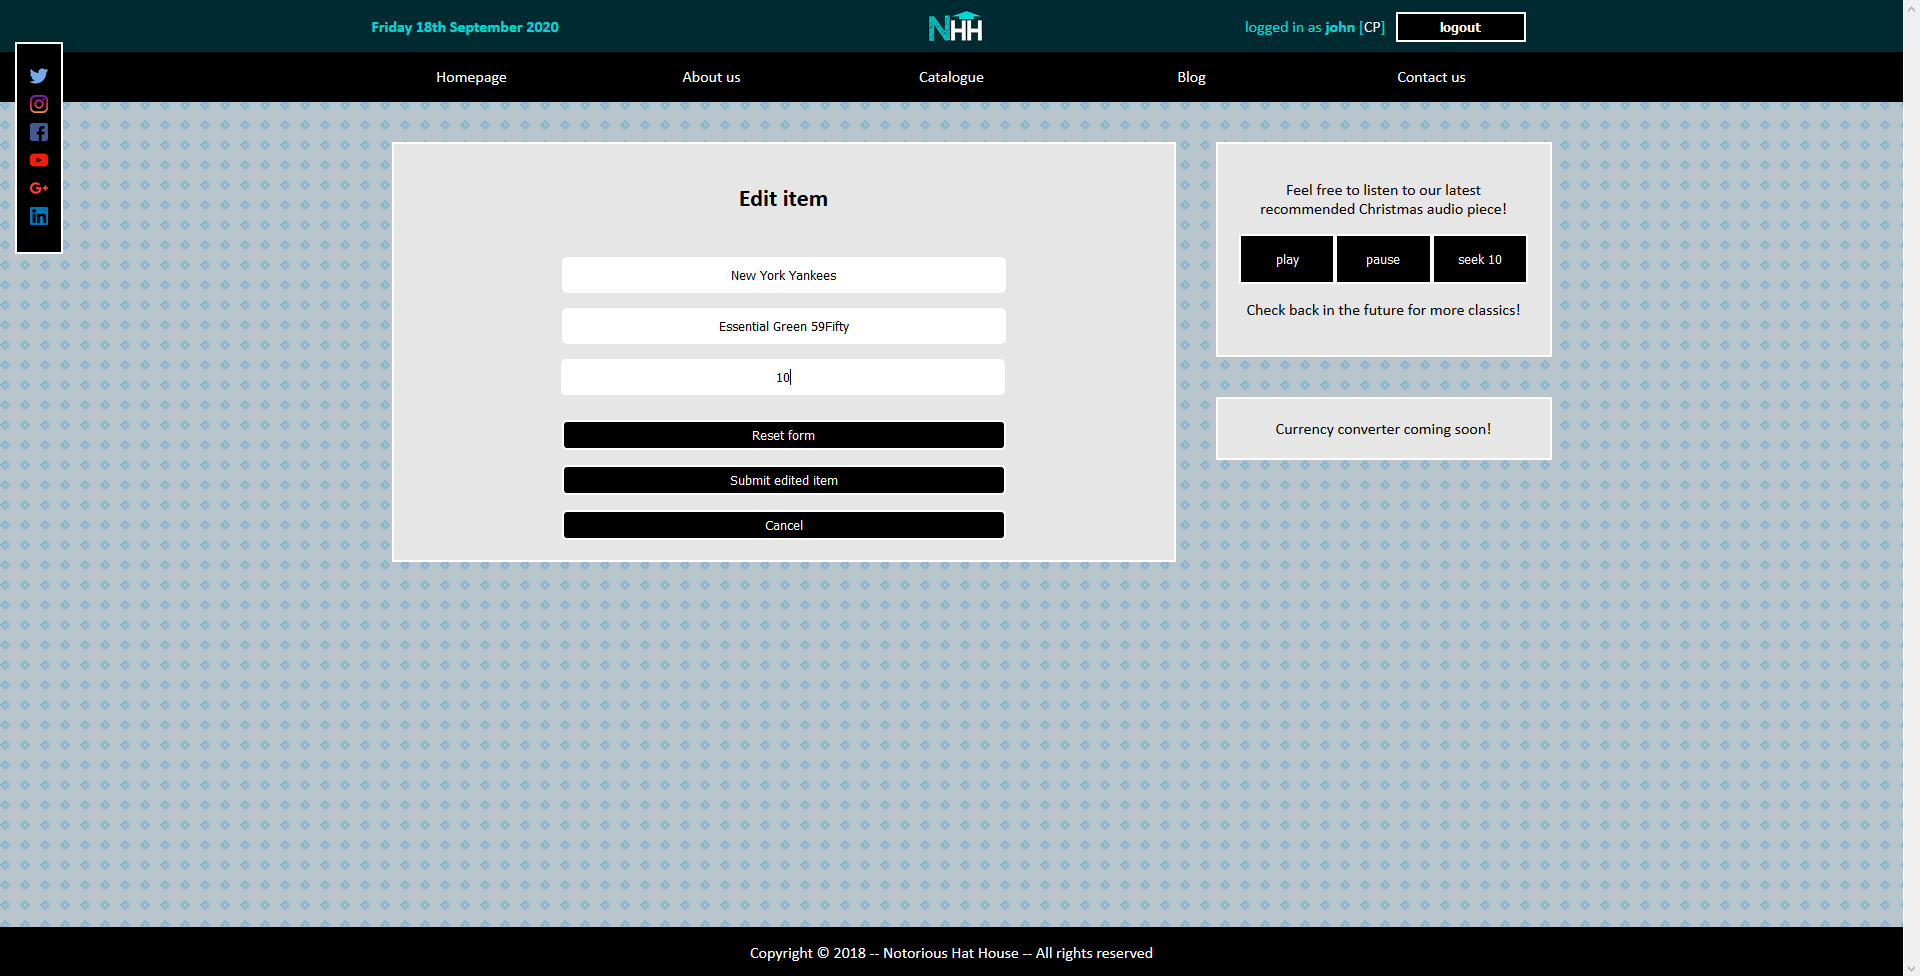 Friday 18th September 2020
NHH
logged in as john [CP]
logout
Homepage
About us
Catalogue
Blog
Contact us
Edit item
New York Yankees
Essential Green 59Fifty
10
Reset form
Submit edited item
Cancel
Feel free to listen to our latest
recommended Christmas audio piece!
play
pause
seek 10
Check back in the future for more classics!
Currency converter coming soon!
Copyright © 2018 -- Notorious Hat House -- All rights reserved